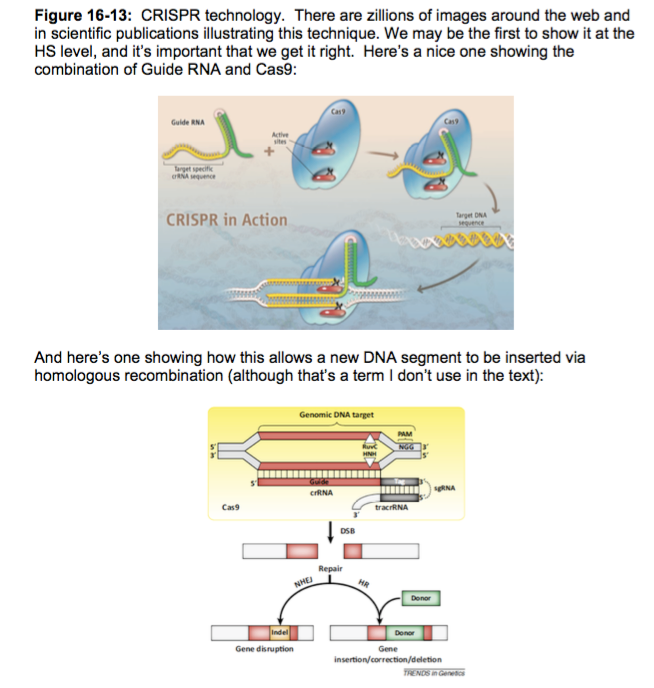 Figure 16-13: CRISPR technology. There are zillions of images around the web and
in scientific publications illustrating this technique. We may be the first to show it at the
HS level, and it's important that we get it right. Here's a nice one showing the
combination of Guide RNA and Cas9:
Guide RNA
Cas9
Active
sites
+
Target specific
crRNA sequence
Cas9
CRISPR in Action
Target DNA
sequence
And here's one showing how this allows a new DNA segment to be inserted via
homologous recombination (although that's a term I don't use in the text):
Genomic DNA target
PAM
5' RuvC NGG 3'
3' HNH 5'
5' Guide Tag 3'
crRNA
sgRNA
5'
Cas9
tracrRNA
3'
DSB
Repair
NHEJ
HR
Donor
Indel
Donor
Gene disruption
Gene
insertion/correction/deletion
TRENDS in Genetics